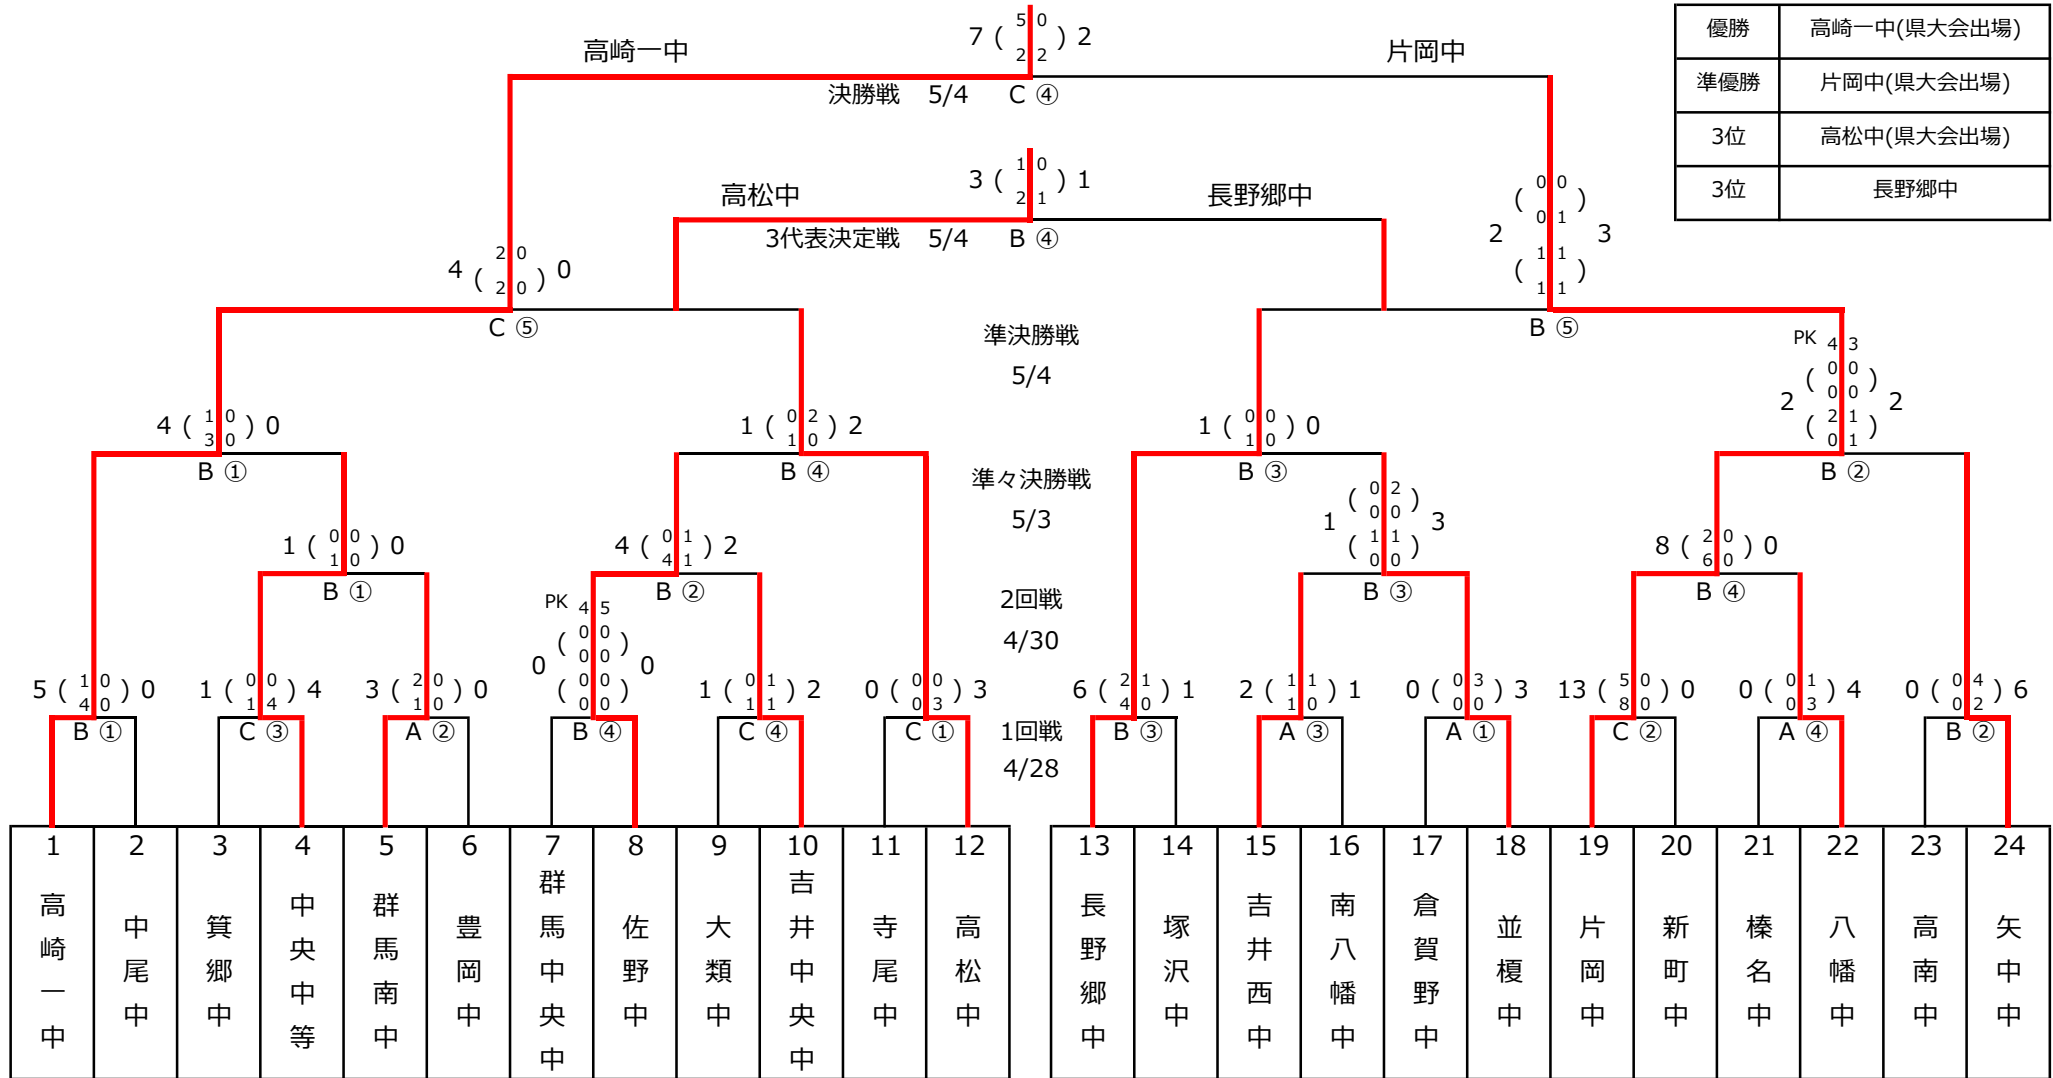 優勝 高崎一中(県大会出場)
準優勝 片岡中(県大会出場)
3位 高松中(県大会出場)
3位 長野郷中
高崎一中 7 ( 5 0 ) 2 片岡中
2 2
決勝戦 5/4 C ④
高松中 3 ( 1 0 ) 1 長野郷中
2 1
3代表決定戦 5/4 B ④
4 ( 2 0 ) 0
2 0
C ⑤
( 0 0 )
0 1
2 3
1 1
( 1 1 )
B ⑤
準決勝戦
5/4
4 ( 1 0 ) 0
3 0
B ①
1 ( 0 2 ) 2
1 0
B ④
1 ( 0 0 ) 0
1 0
B ③
PK 4 3
( 0 0 )
0 0
2 2
2 1
( 0 1 )
B ②
準々決勝戦
5/3
1 ( 0 0 ) 0
1 0
B ①
4 ( 0 1 ) 2
4 1
B ②
( 0 2 )
0 0
1 3
1 1
( 0 0 )
B ③
8 ( 2 0 ) 0
6 0
B ④
2回戦
4/30
5 ( 1 0 ) 0
4 0
B ①
1 ( 0 0 ) 4
1 4
C ③
3 ( 2 0 ) 0
1 0
A ②
PK 4 5
( 0 0 )
0 0
0 0
0 0
( 0 0 )
B ④
1 ( 0 1 ) 2
1 1
C ④
0 ( 0 0 ) 3
0 3
C ①
6 ( 2 1 ) 1
4 0
B ③
2 ( 1 1 ) 1
1 0
A ③
0 ( 0 3 ) 3
0 0
A ①
13 ( 5 0 ) 0
8 0
C ②
0 ( 0 1 ) 4
0 3
A ④
0 ( 0 4 ) 6
0 2
B ②
1回戦
4/28
1 高崎一中
2 中尾中
3 箕郷中
4 中央中等
5 群馬南中
6 豊岡中
7 群馬中央中
8 佐野中
9 大類中
10 吉井中央中
11 寺尾中
12 高松中
13 長野郷中
14 塚沢中
15 吉井西中
16 南八幡中
17 倉賀野中
18 並榎中
19 片岡中
20 新町中
21 榛名中
22 八幡中
23 高南中
24 矢中中